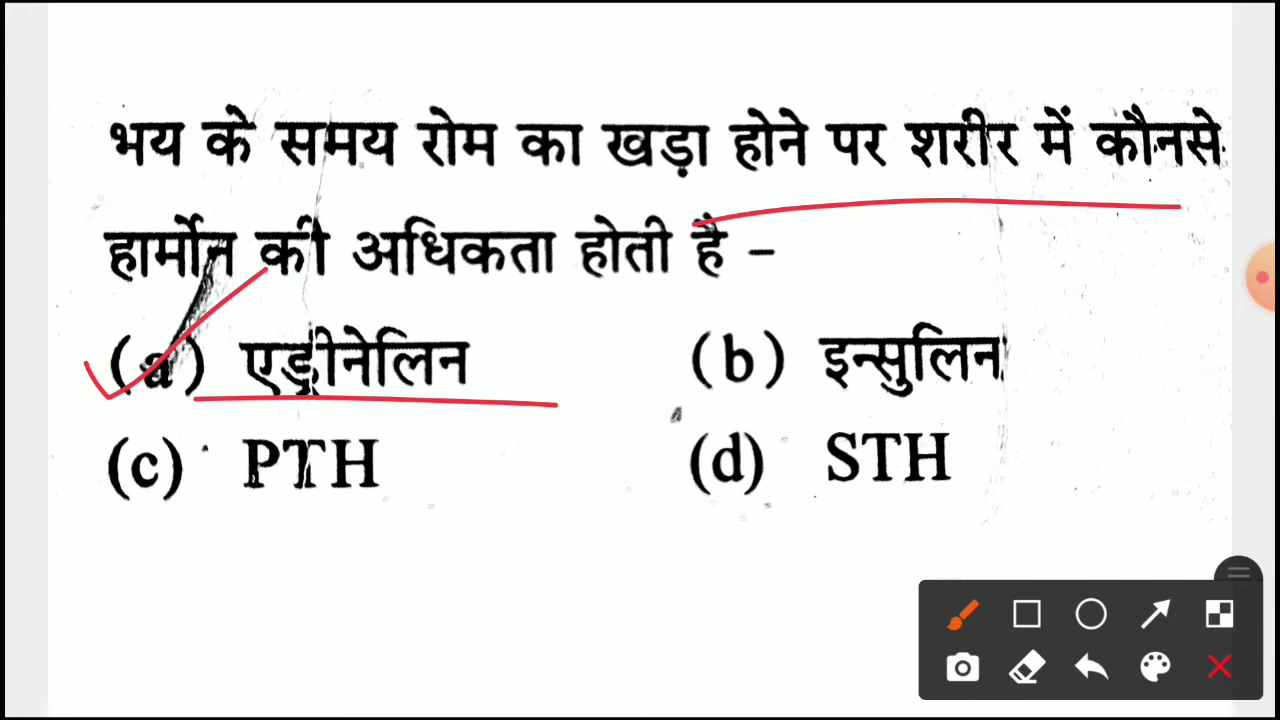 भय के समय रोम का खड़ा होने पर शरीर में कौनसे
हार्मोन की अधिकता होती है –
(a) एड्रीनेलिन (b) इन्सुलिन
(c) PTH (d) STH